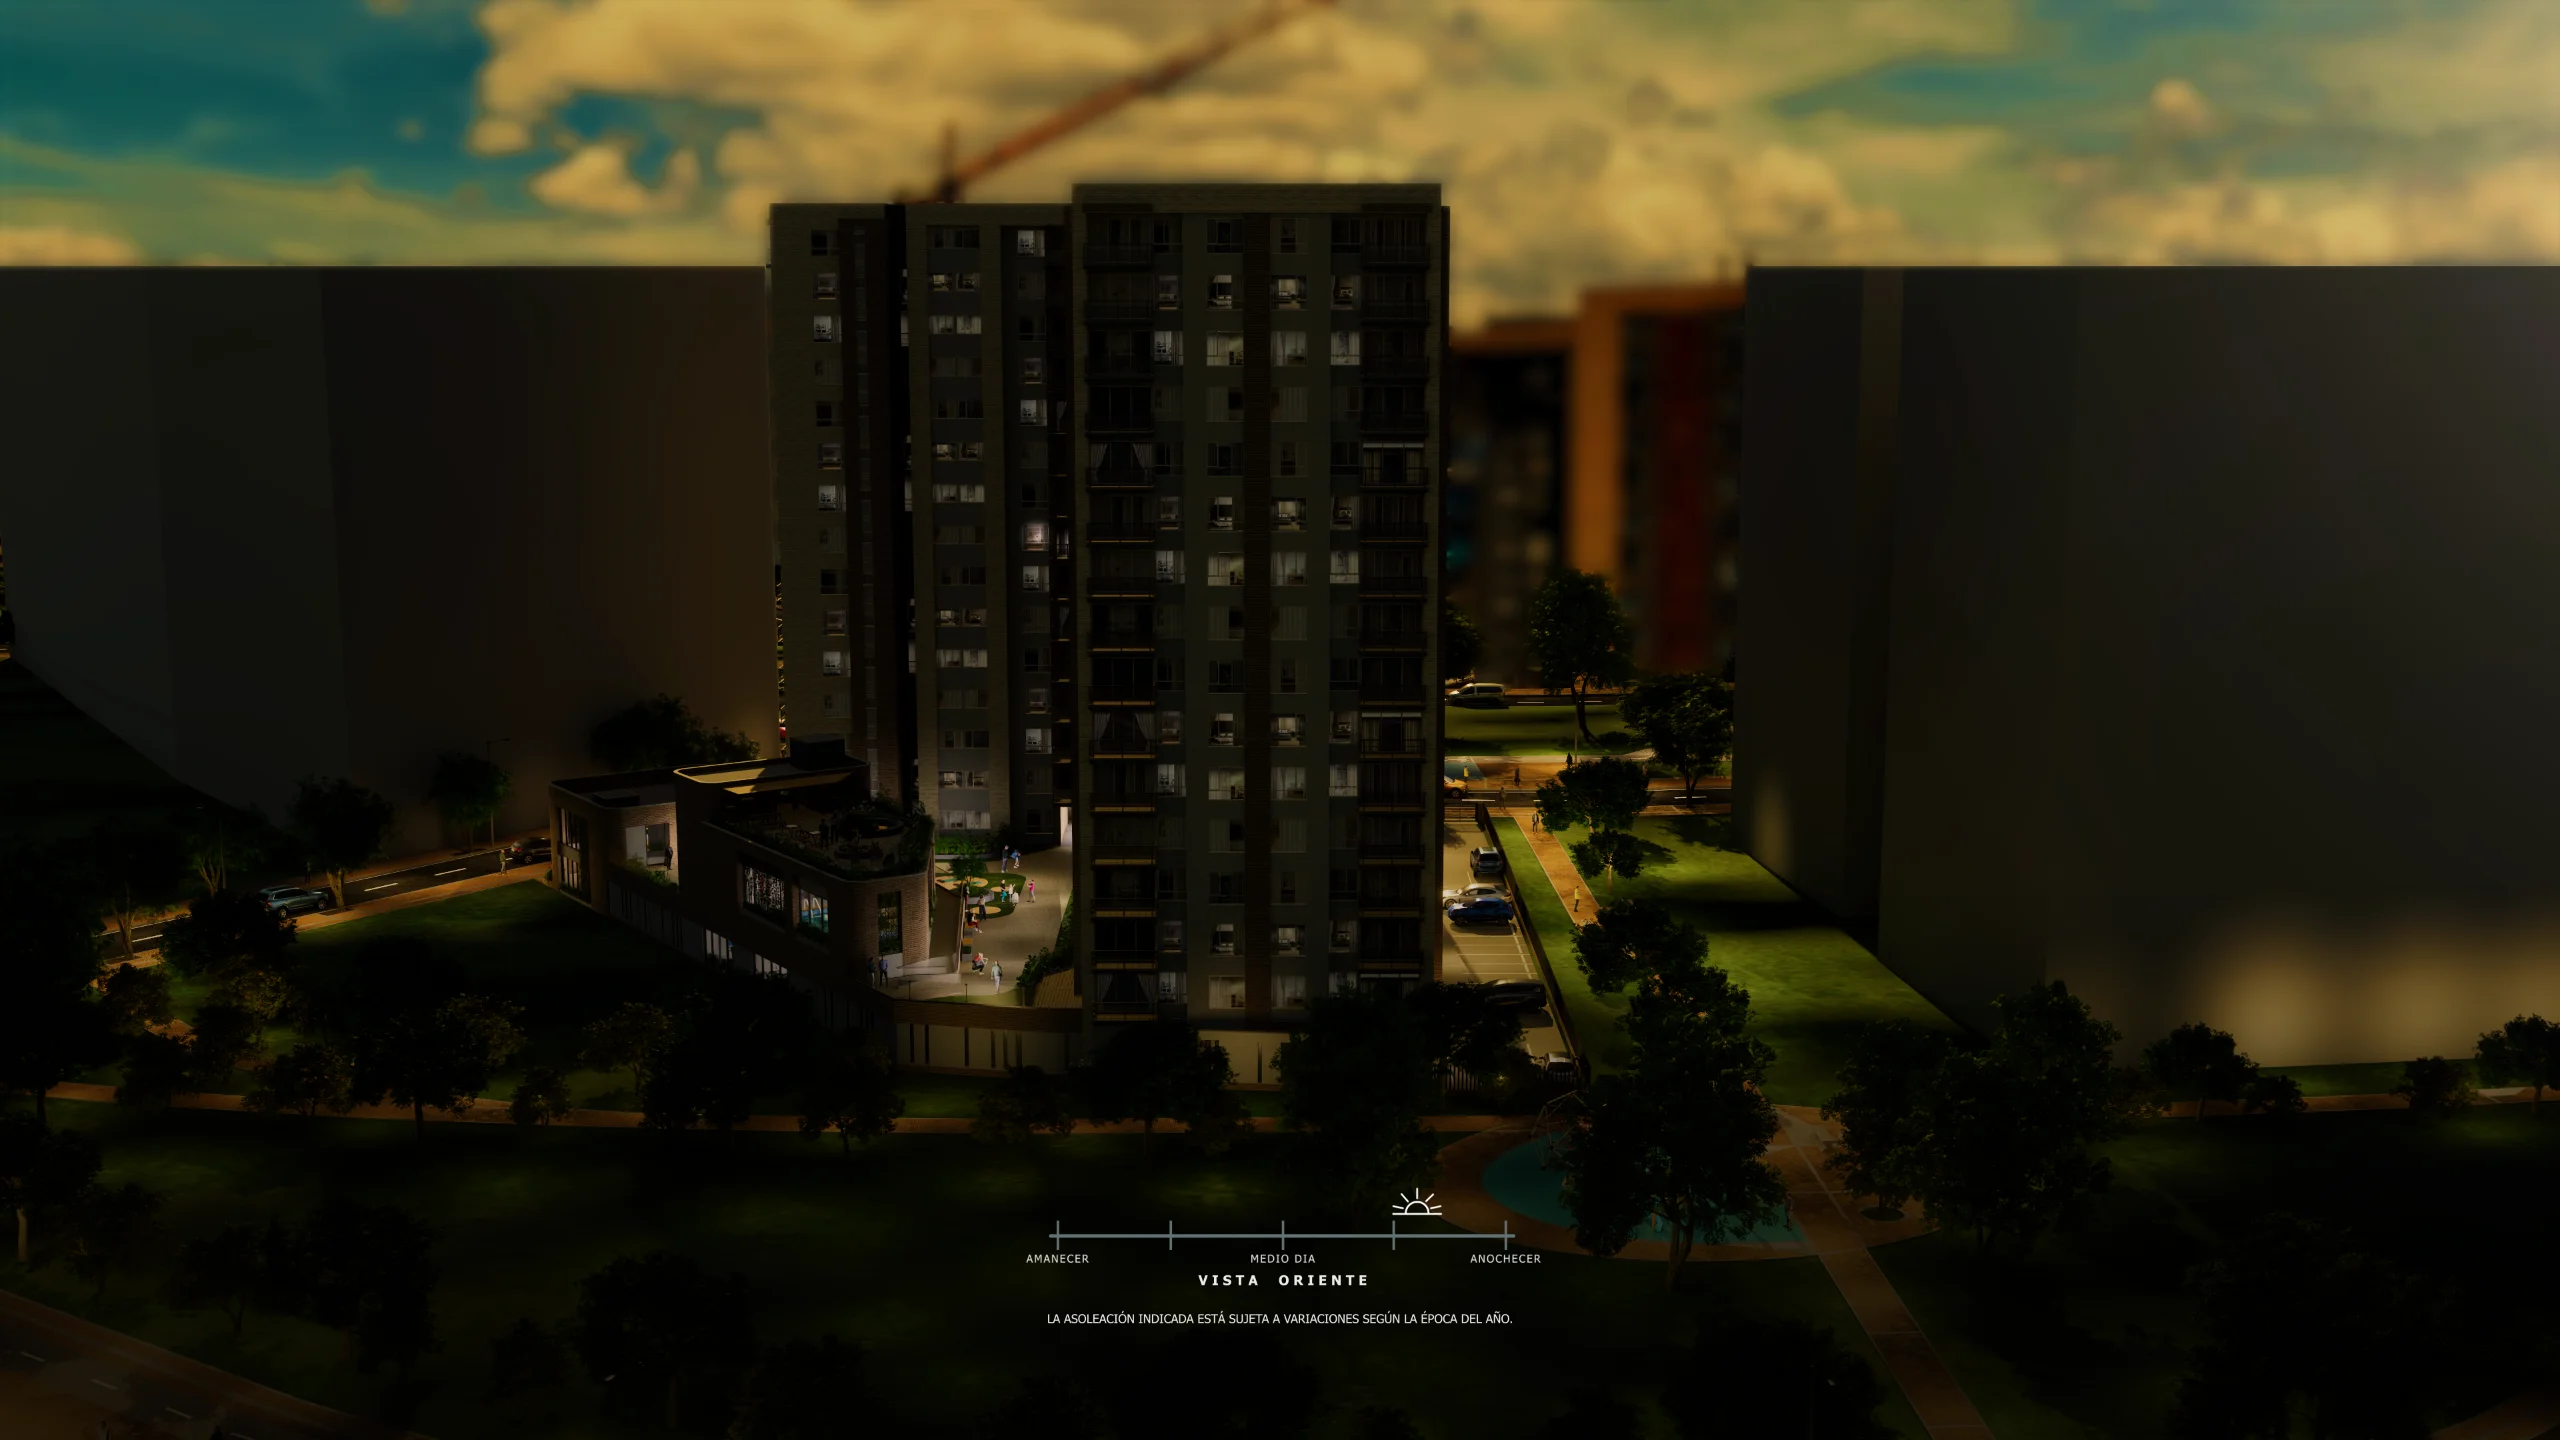 AMANECER MEDIO DIA ANOCHECER
VISTA ORIENTE
LA ASOLEACIÓN INDICADA ESTÁ SUJETA A VARIACIONES SEGÚN LA ÉPOCA DEL AÑO.